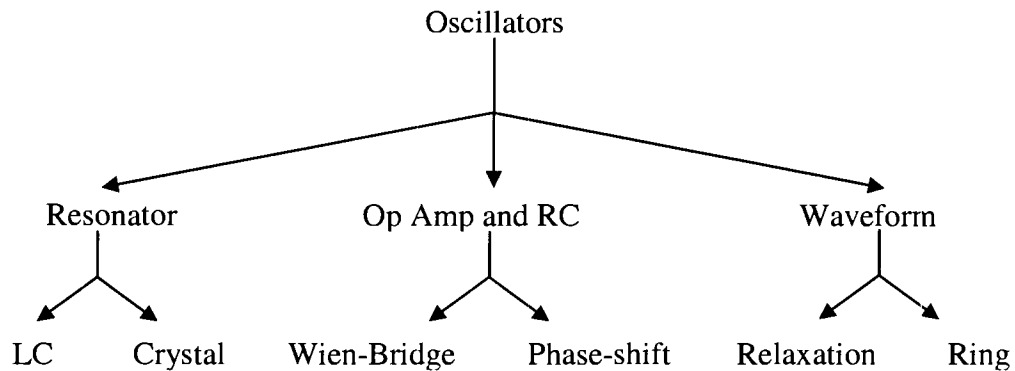 Oscillators
Resonator Op Amp and RC Waveform
LC Crystal Wien-Bridge Phase-shift Relaxation Ring